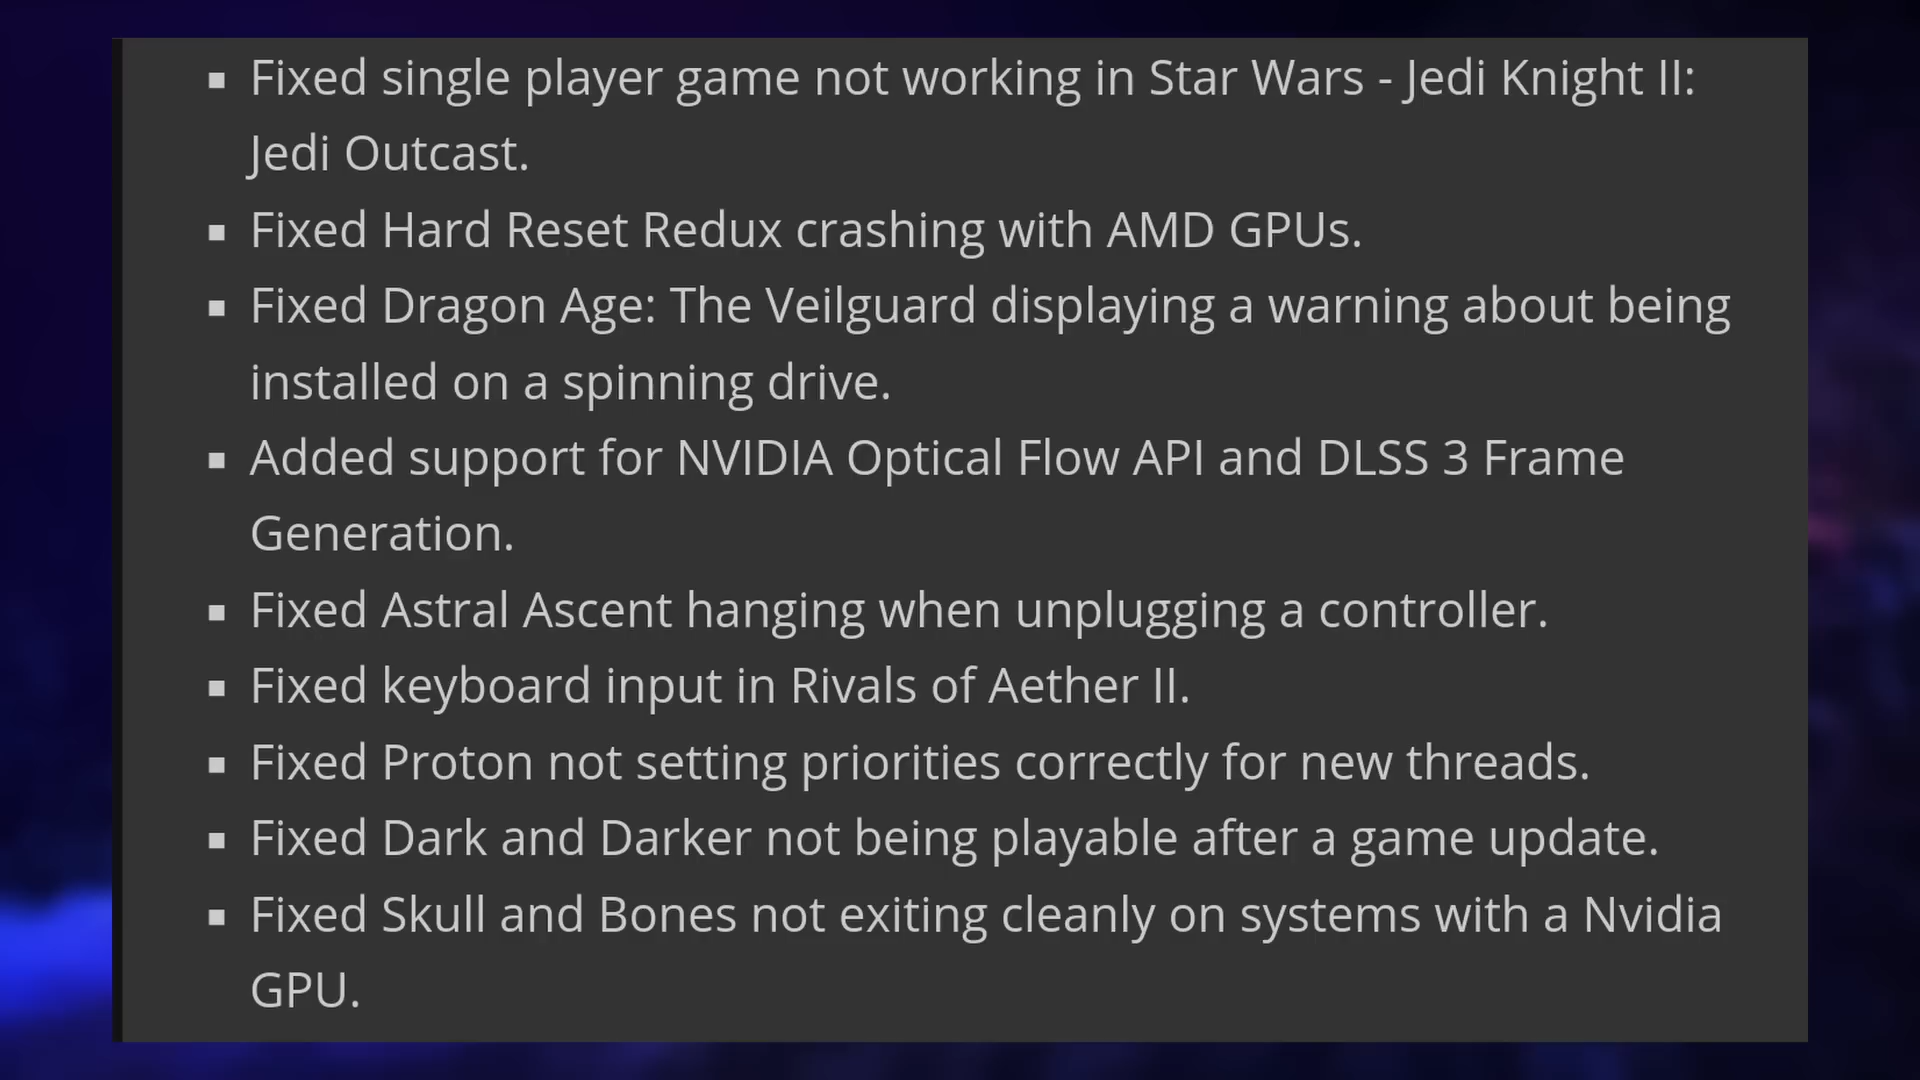 Fixed single player game not working in Star Wars - Jedi Knight II:
Jedi Outcast.
Fixed Hard Reset Redux crashing with AMD GPUs.
Fixed Dragon Age: The Veilguard displaying a warning about being
installed on a spinning drive.
Added support for NVIDIA Optical Flow API and DLSS 3 Frame
Generation.
Fixed Astral Ascent hanging when unplugging a controller.
Fixed keyboard input in Rivals of Aether II.
Fixed Proton not setting priorities correctly for new threads.
Fixed Dark and Darker not being playable after a game update.
Fixed Skull and Bones not exiting cleanly on systems with a Nvidia
GPU.